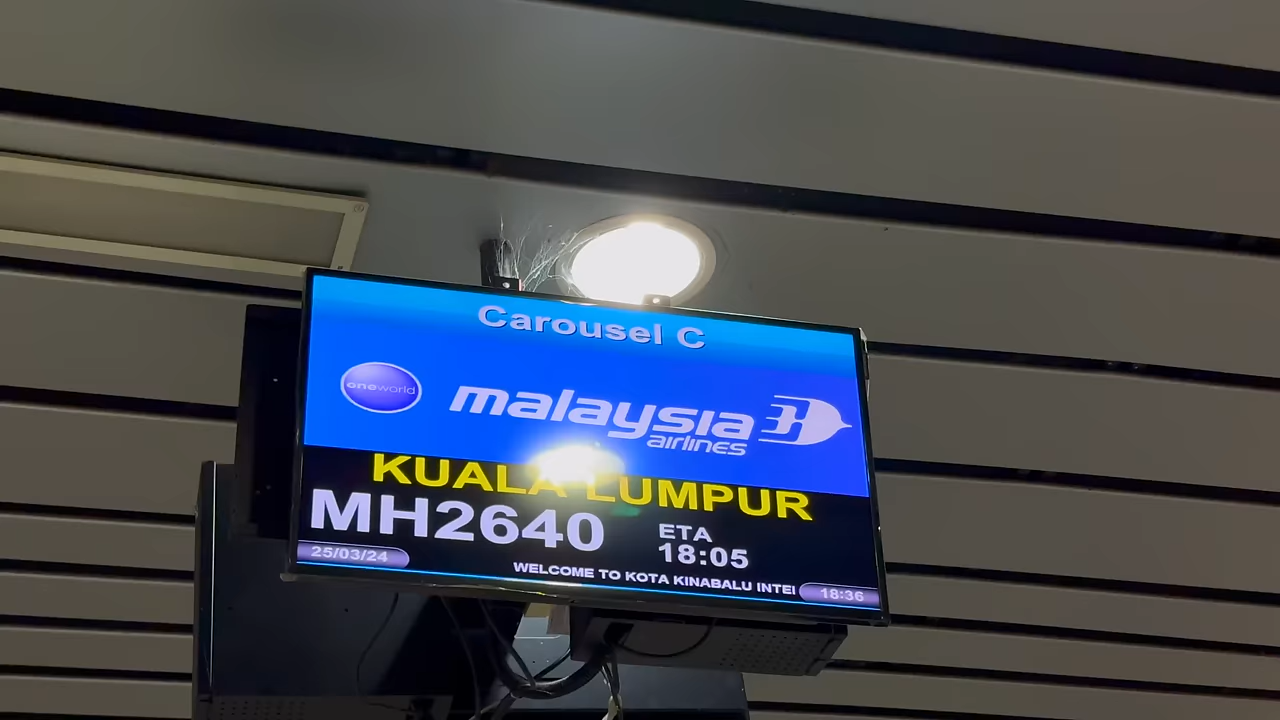 Carousel C
oneworld
malaysia
airlines
KUALA LUMPUR
MH2640
ETA
18:05
25/03/24
WELCOME TO KOTA KINABALU INTEI
18:36